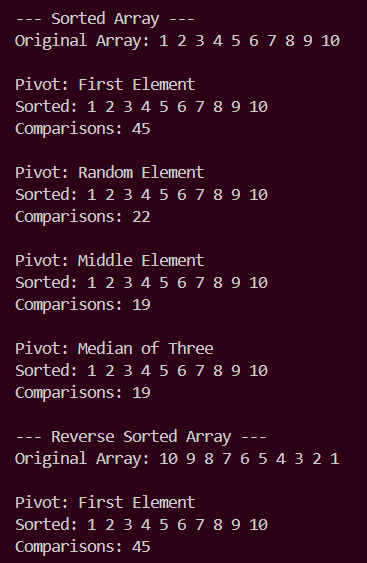 --- Sorted Array ---
Original Array: 1 2 3 4 5 6 7 8 9 10
Pivot: First Element
Sorted: 1 2 3 4 5 6 7 8 9 10
Comparisons: 45
Pivot: Random Element
Sorted: 1 2 3 4 5 6 7 8 9 10
Comparisons: 22
Pivot: Middle Element
Sorted: 1 2 3 4 5 6 7 8 9 10
Comparisons: 19
Pivot: Median of Three
Sorted: 1 2 3 4 5 6 7 8 9 10
Comparisons: 19
--- Reverse Sorted Array ---
Original Array: 10 9 8 7 6 5 4 3 2 1
Pivot: First Element
Sorted: 1 2 3 4 5 6 7 8 9 10
Comparisons: 45